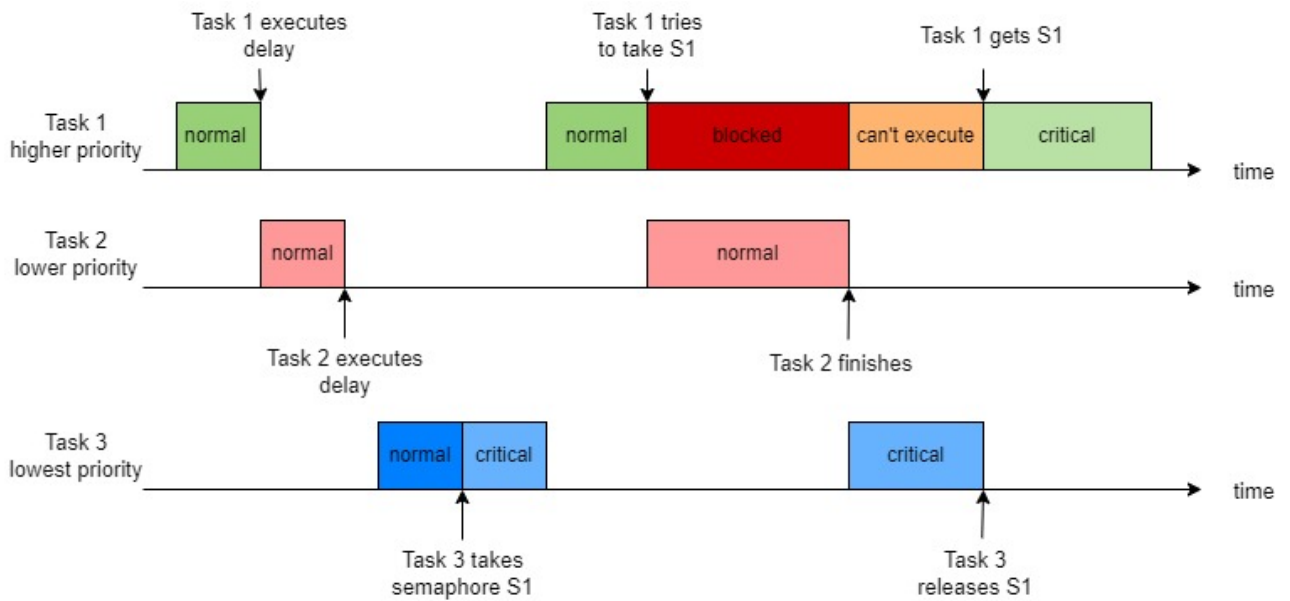 Task 1 executes
delay
Task 1 tries
to take S1
Task 1 gets S1
Task 1
higher priority
normal
normal
blocked
can't execute
critical
time
Task 2
lower priority
normal
normal
time
Task 2 executes
delay
Task 2 finishes
Task 3
lowest priority
normal
critical
critical
time
Task 3 takes
semaphore S1
Task 3
releases S1